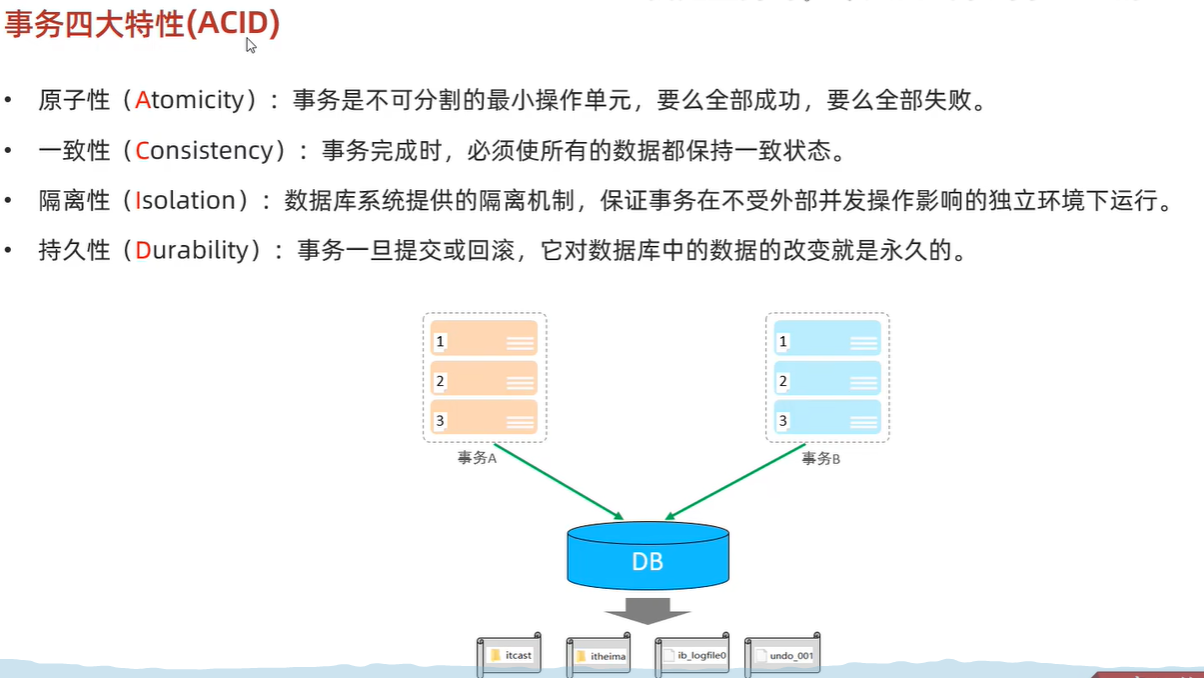 事务四大特性(ACID)
• 原子性（Atomicity）：事务是不可分割的最小操作单元，要么全部成功，要么全部失败。
• 一致性（Consistency）：事务完成时，必须使所有的数据都保持一致状态。
• 隔离性（Isolation）：数据库系统提供的隔离机制，保证事务在不受外部并发操作影响的独立环境下运行。
• 持久性（Durability）：事务一旦提交或回滚，它对数据库中的数据的改变就是永久的。
1
2
3
事务A
1
2
3
事务B
DB
itcast
itheima
ib_logfile0
undo_001